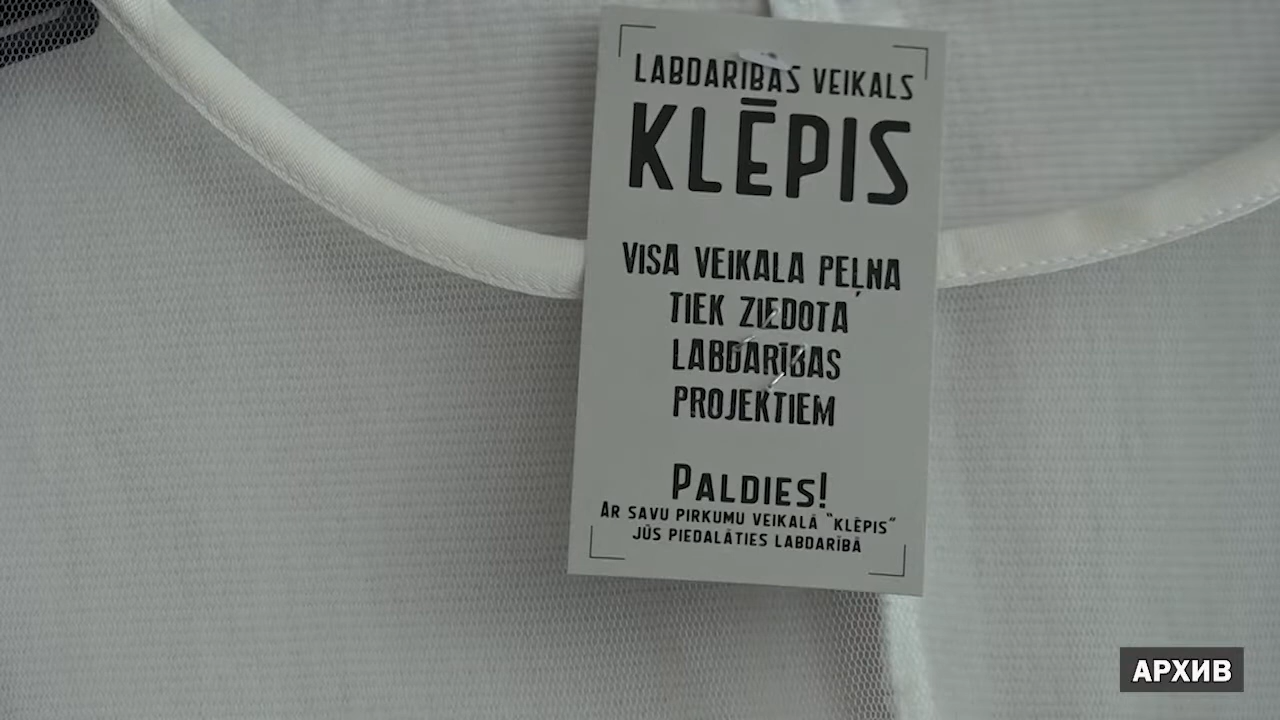 LABDARĪBAS VEIKALS
KLĒPIS
VISA VEIKALA PEĻŅA
TIEK ZIEDOTA
LABDARĪBAS
PROJEKTIEM
PALDIES!
AR SAVU PIRKUMU VEIKALĀ "KLĒPIS"
JŪS PIEDALĀTIES LABDARĪBĀ
АРХИВ